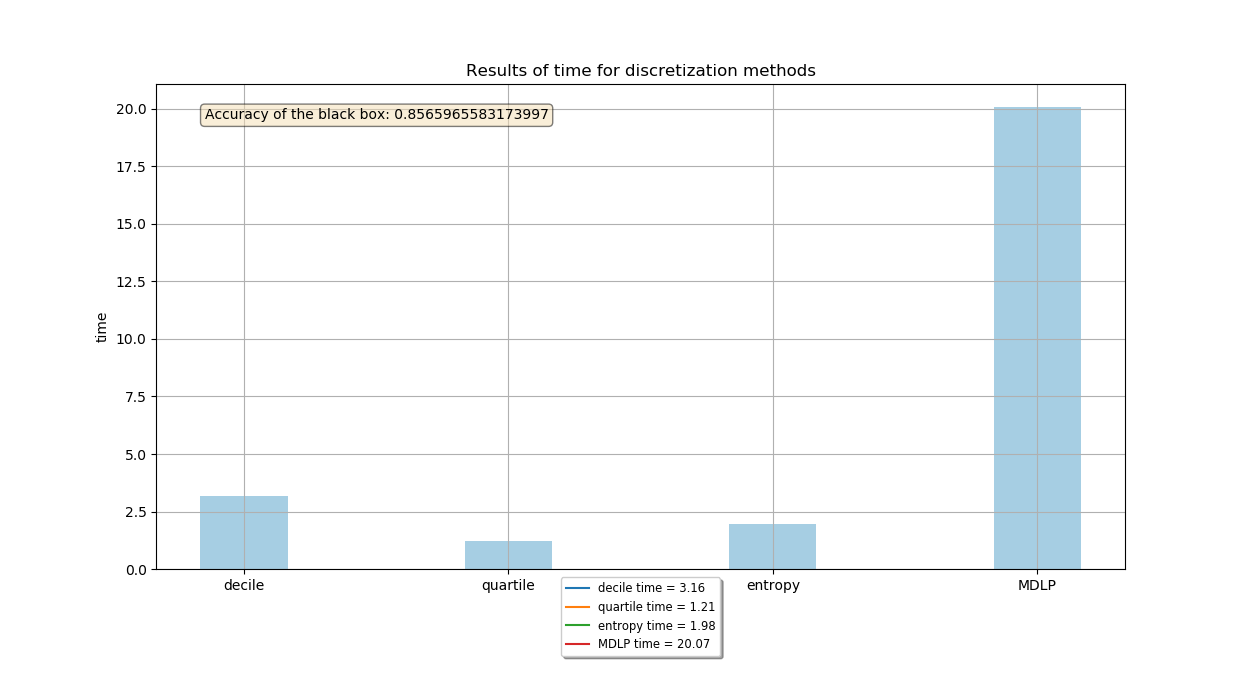 Results of time for discretization methods
Accuracy of the black box: 0.8565965583173997
20.0
17.5
15.0
12.5
10.0
7.5
5.0
2.5
0.0
time
decile quartile entropy MDLP
decile time = 3.16
quartile time = 1.21
entropy time = 1.98
MDLP time = 20.07